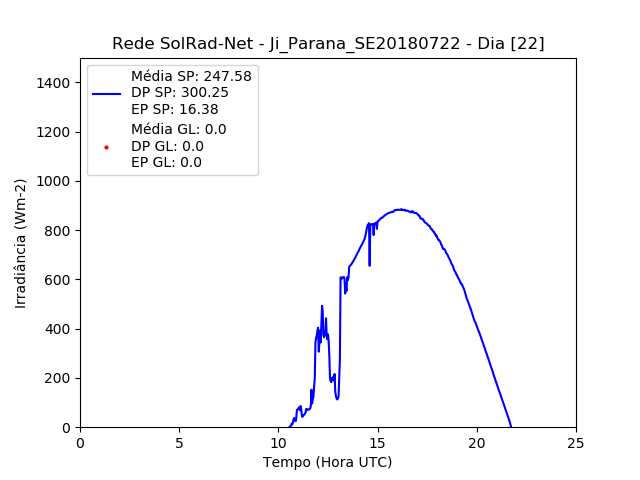 Rede SolRad-Net - Ji_Parana_SE20180722 - Dia [22]
Média SP: 247.58
DP SP: 300.25
EP SP: 16.38
Média GL: 0.0
DP GL: 0.0
EP GL: 0.0
Irradiância (Wm-2)
1400
1200
1000
800
600
400
200
0
0 5 10 15 20 25
Tempo (Hora UTC)